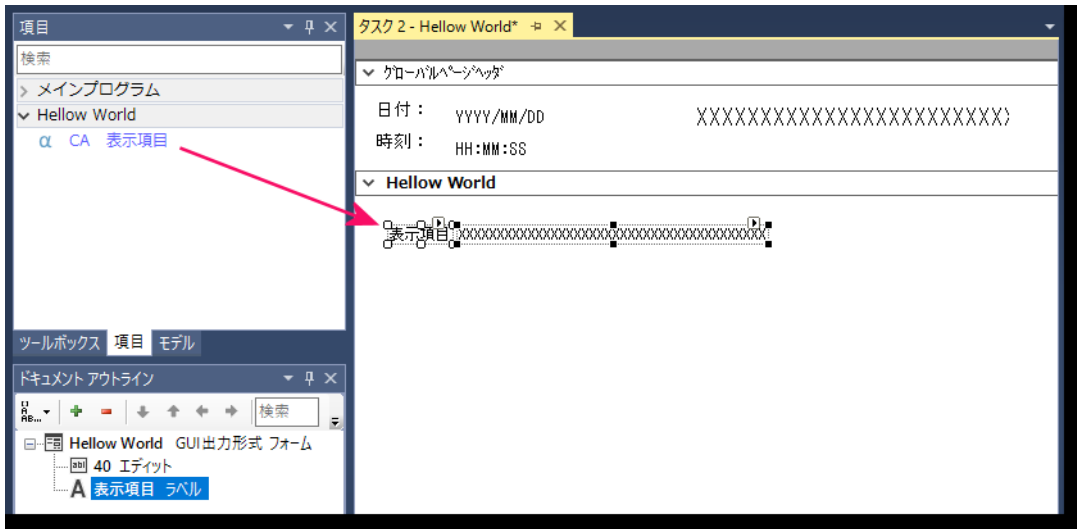 項目
検索
メインプログラム
Hellow World
α CA 表示項目
ツールボックス 項目 モデル
ドキュメント アウトライン
検索
Hellow World GUI出力形式 フォーム
40 エディット
表示項目 ラベル
タスク 2 - Hellow World*
グローバルページヘッダ
日付: YYYY/MM/DD
時刻: HH:MM:SS
Hellow World
表示項目